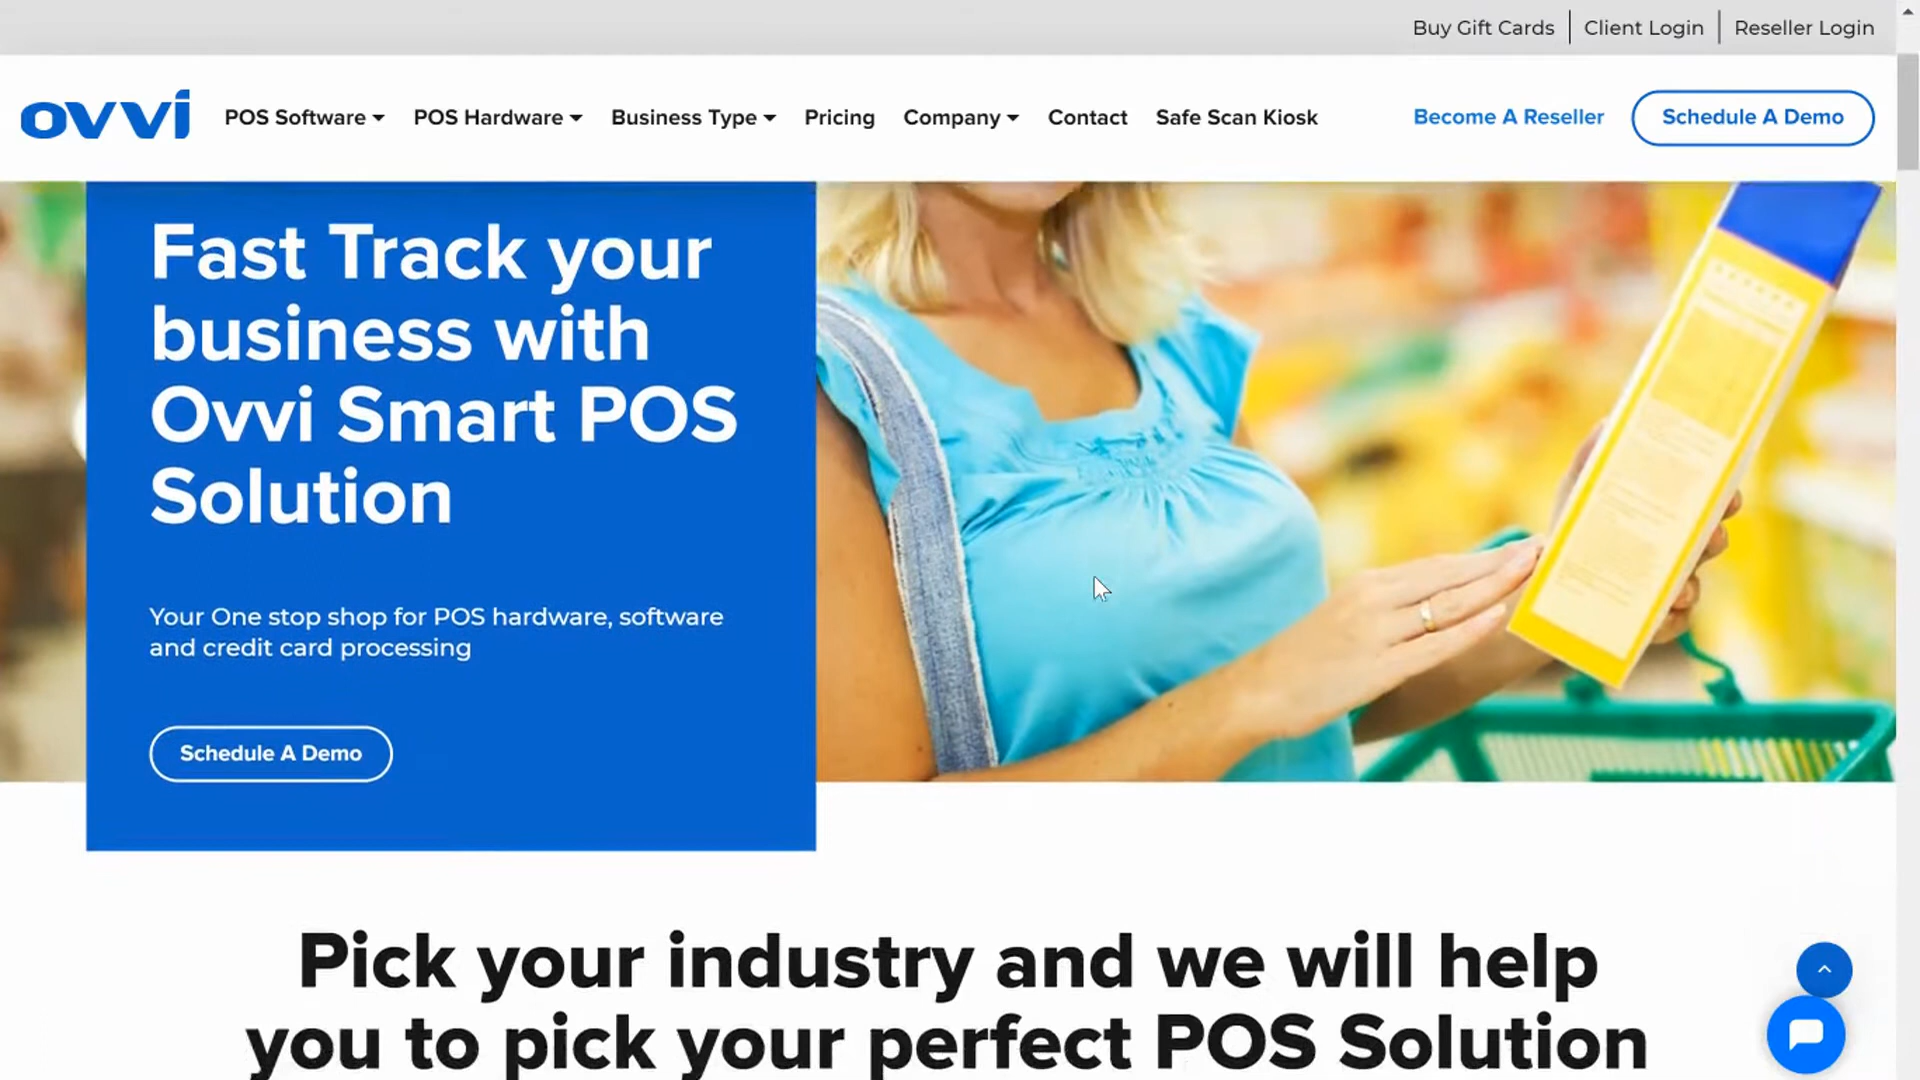 Buy Gift Cards Client Login Reseller Login
ovvi POS Software POS Hardware Business Type Pricing Company Contact Safe Scan Kiosk Become A Reseller Schedule A Demo
Fast Track your
business with
Ovvi Smart POS
Solution
Your One stop shop for POS hardware, software
and credit card processing
Schedule A Demo
Pick your industry and we will help
you to pick your perfect POS Solution